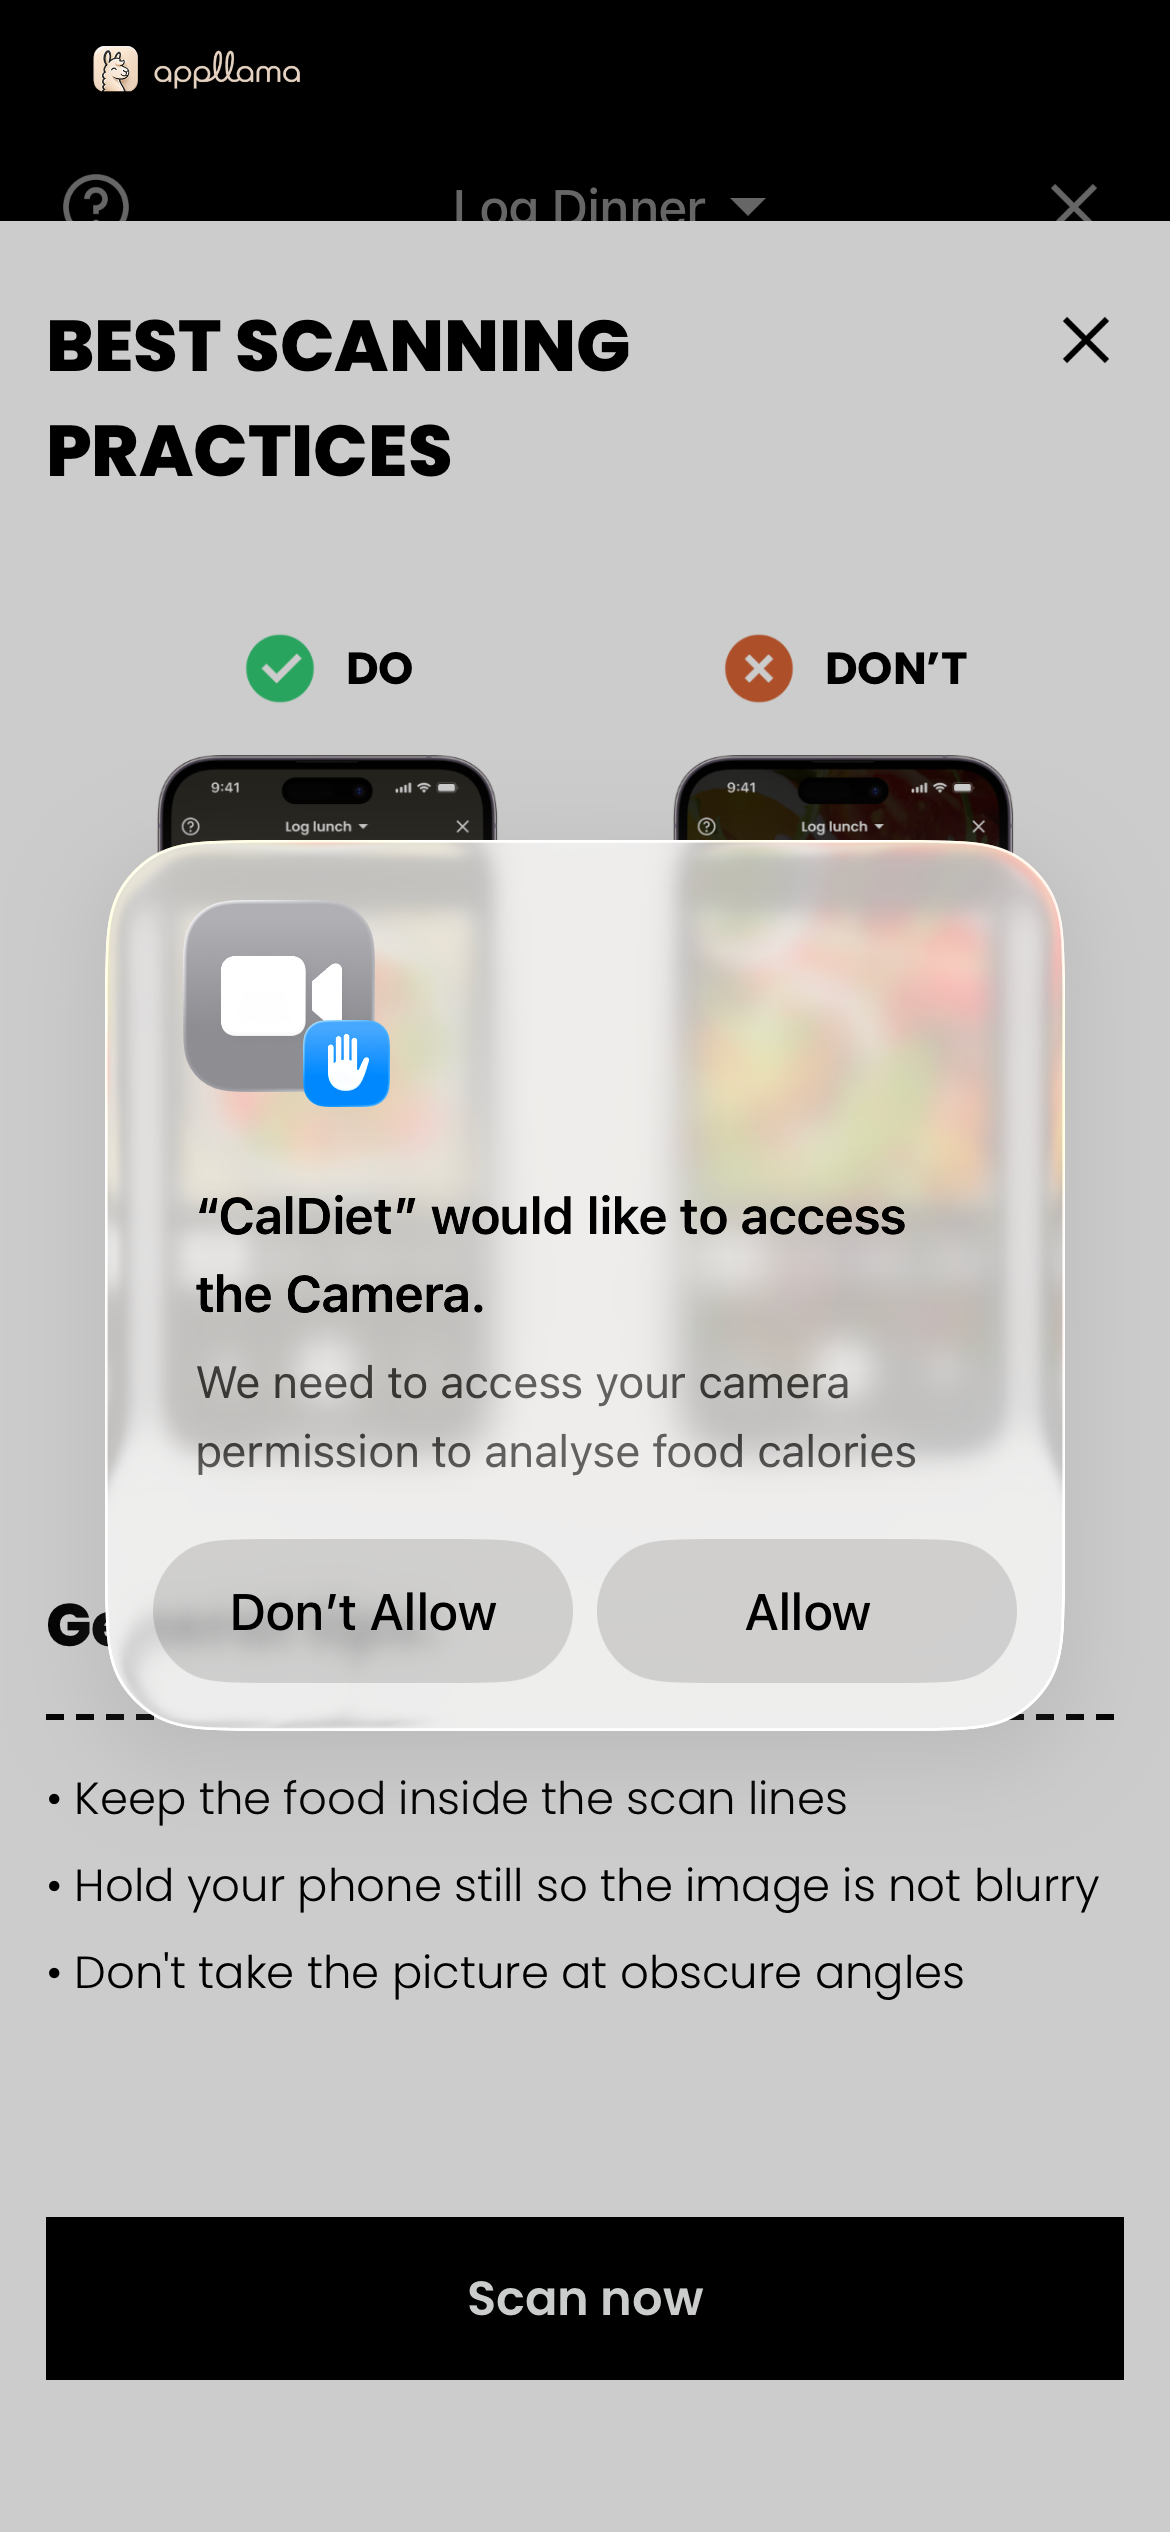 appllama
Log Dinner
BEST SCANNING
PRACTICES
DO
DON’T
9:41
9:41
Log lunch
Log lunch
“CalDiet” would like to access
the Camera.
We need to access your camera
permission to analyse food calories
Don’t Allow
Allow
• Keep the food inside the scan lines
• Hold your phone still so the image is not blurry
• Don't take the picture at obscure angles
Scan now